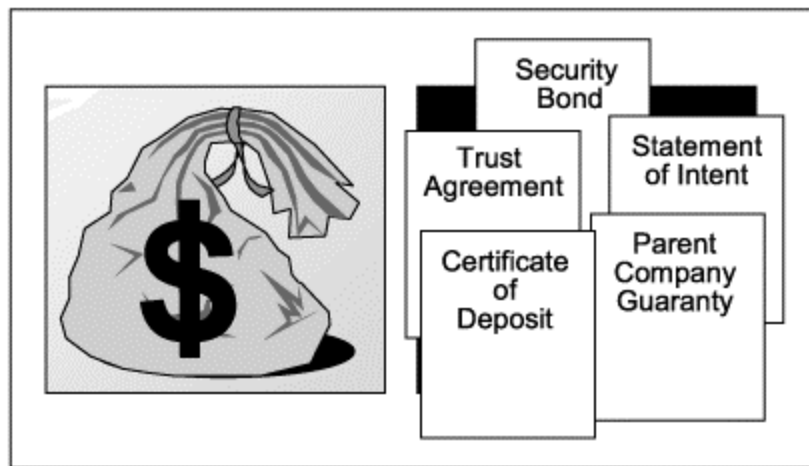 $
Security
Bond
Trust
Agreement
Statement
of Intent
Certificate
of
Deposit
Parent
Company
Guaranty